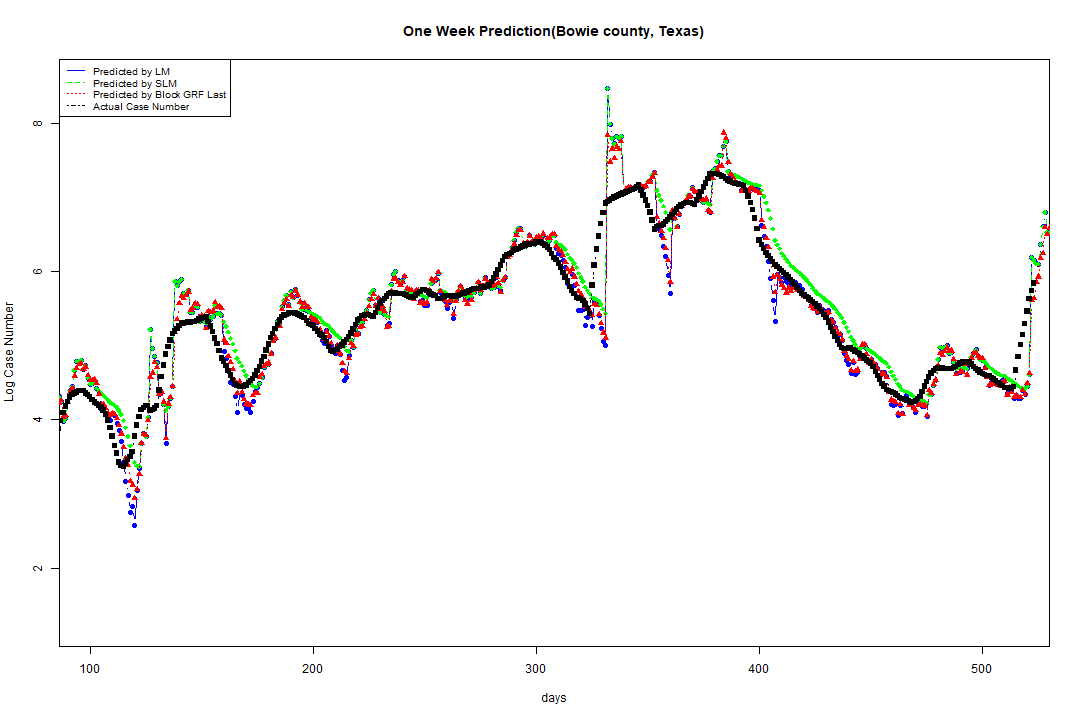 One Week Prediction(Bowie county, Texas)
Predicted by LM
Predicted by SLM
Predicted by Block GRF Last
Actual Case Number
8
6
4
2
Log Case Number
100 200 300 400 500
days